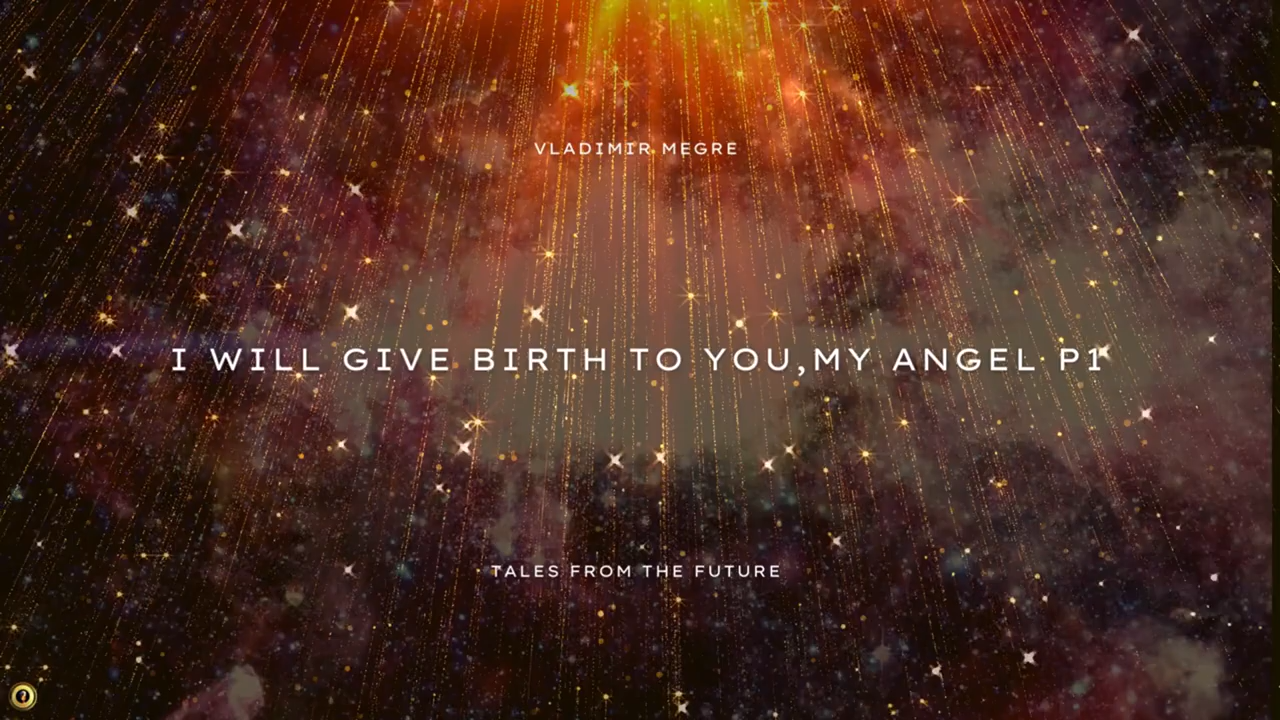 VLADIMIR MEGRE
I WILL GIVE BIRTH TO YOU,MY ANGEL P1
TALES FROM THE FUTURE